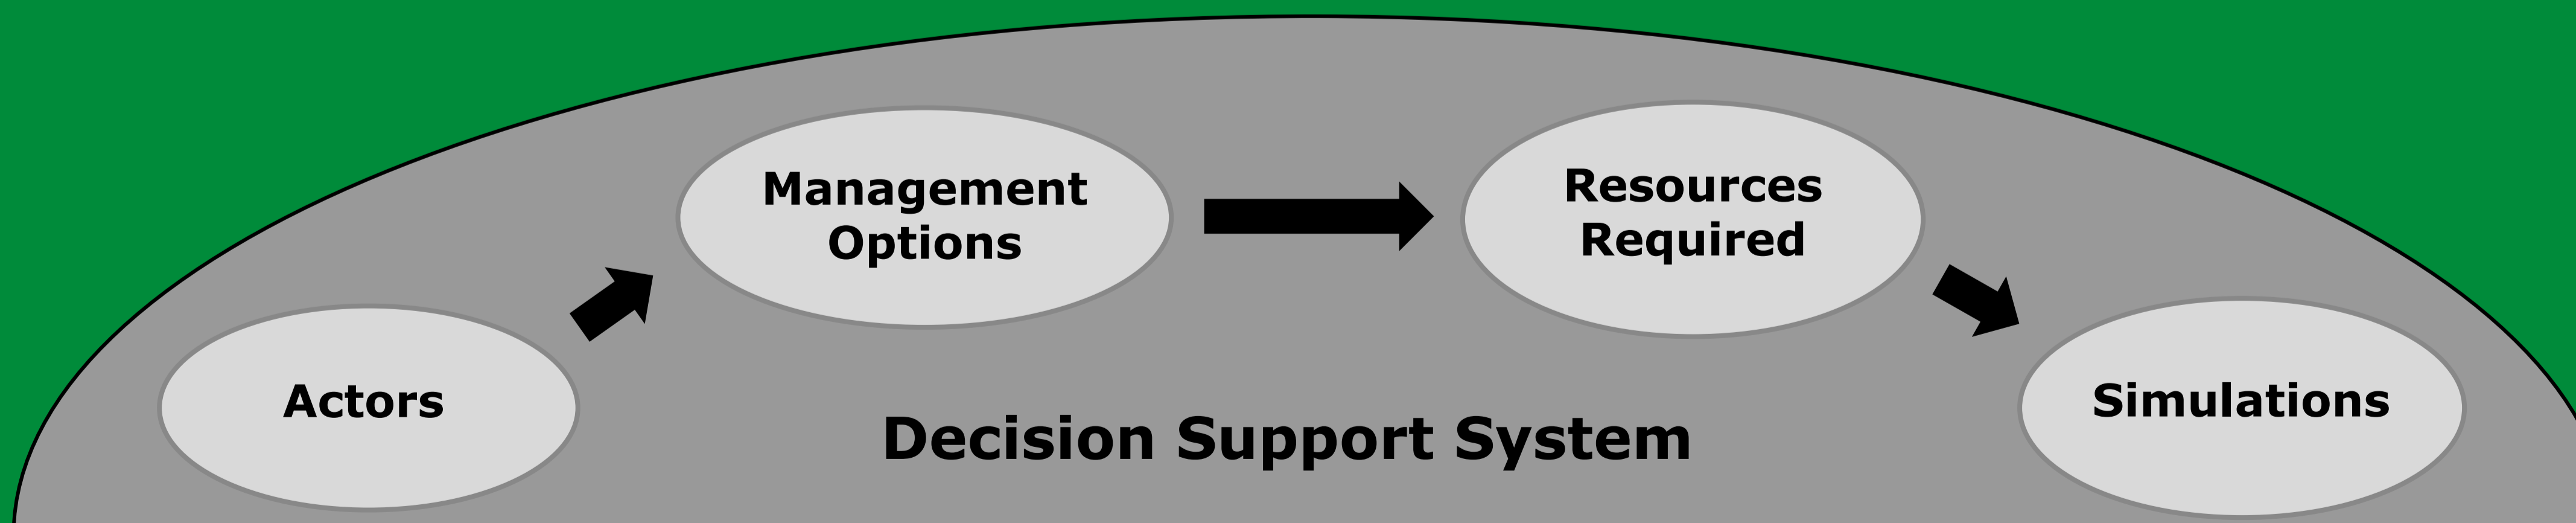 Management
Options
Resources
Required
Actors
Simulations
Decision Support System